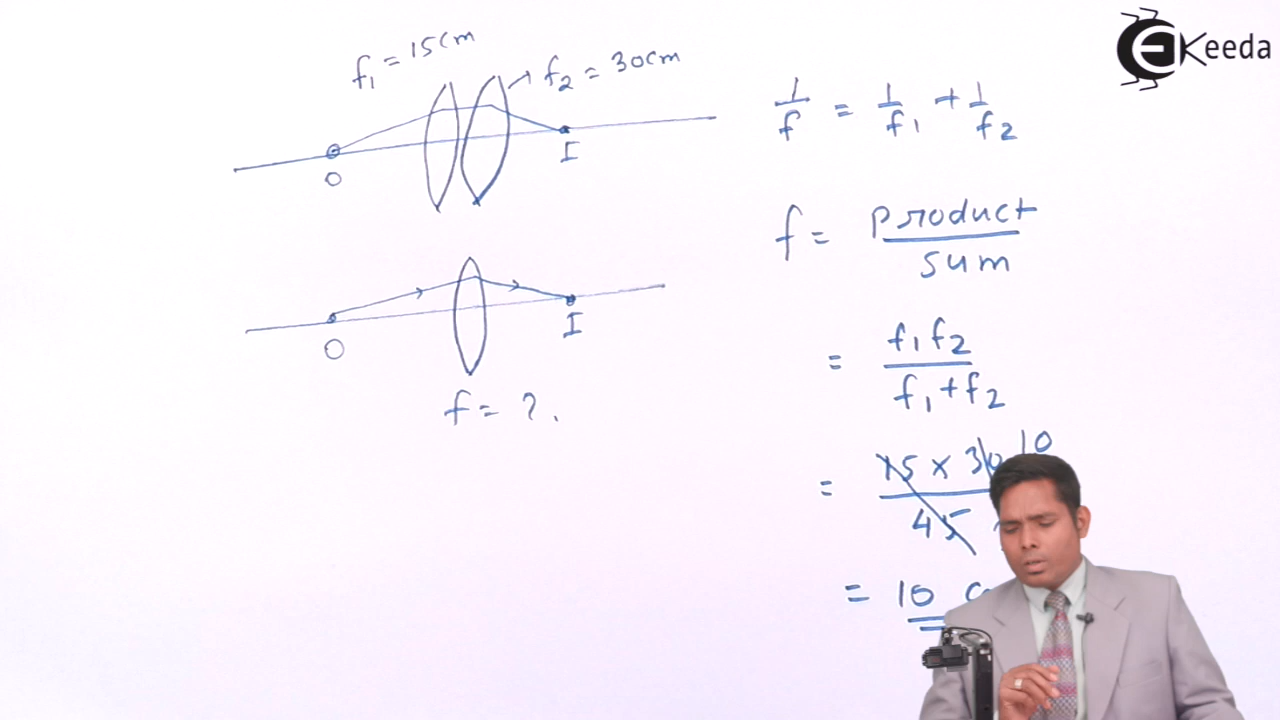 f₁ = 15cm
f₂ = 30cm
O
I
O
I
f = ?.
1/f = 1/f₁ + 1/f₂
f = Product/sum
= f₁f₂/f₁+f₂
= 15 × 30 10/45
= 10
Keeda